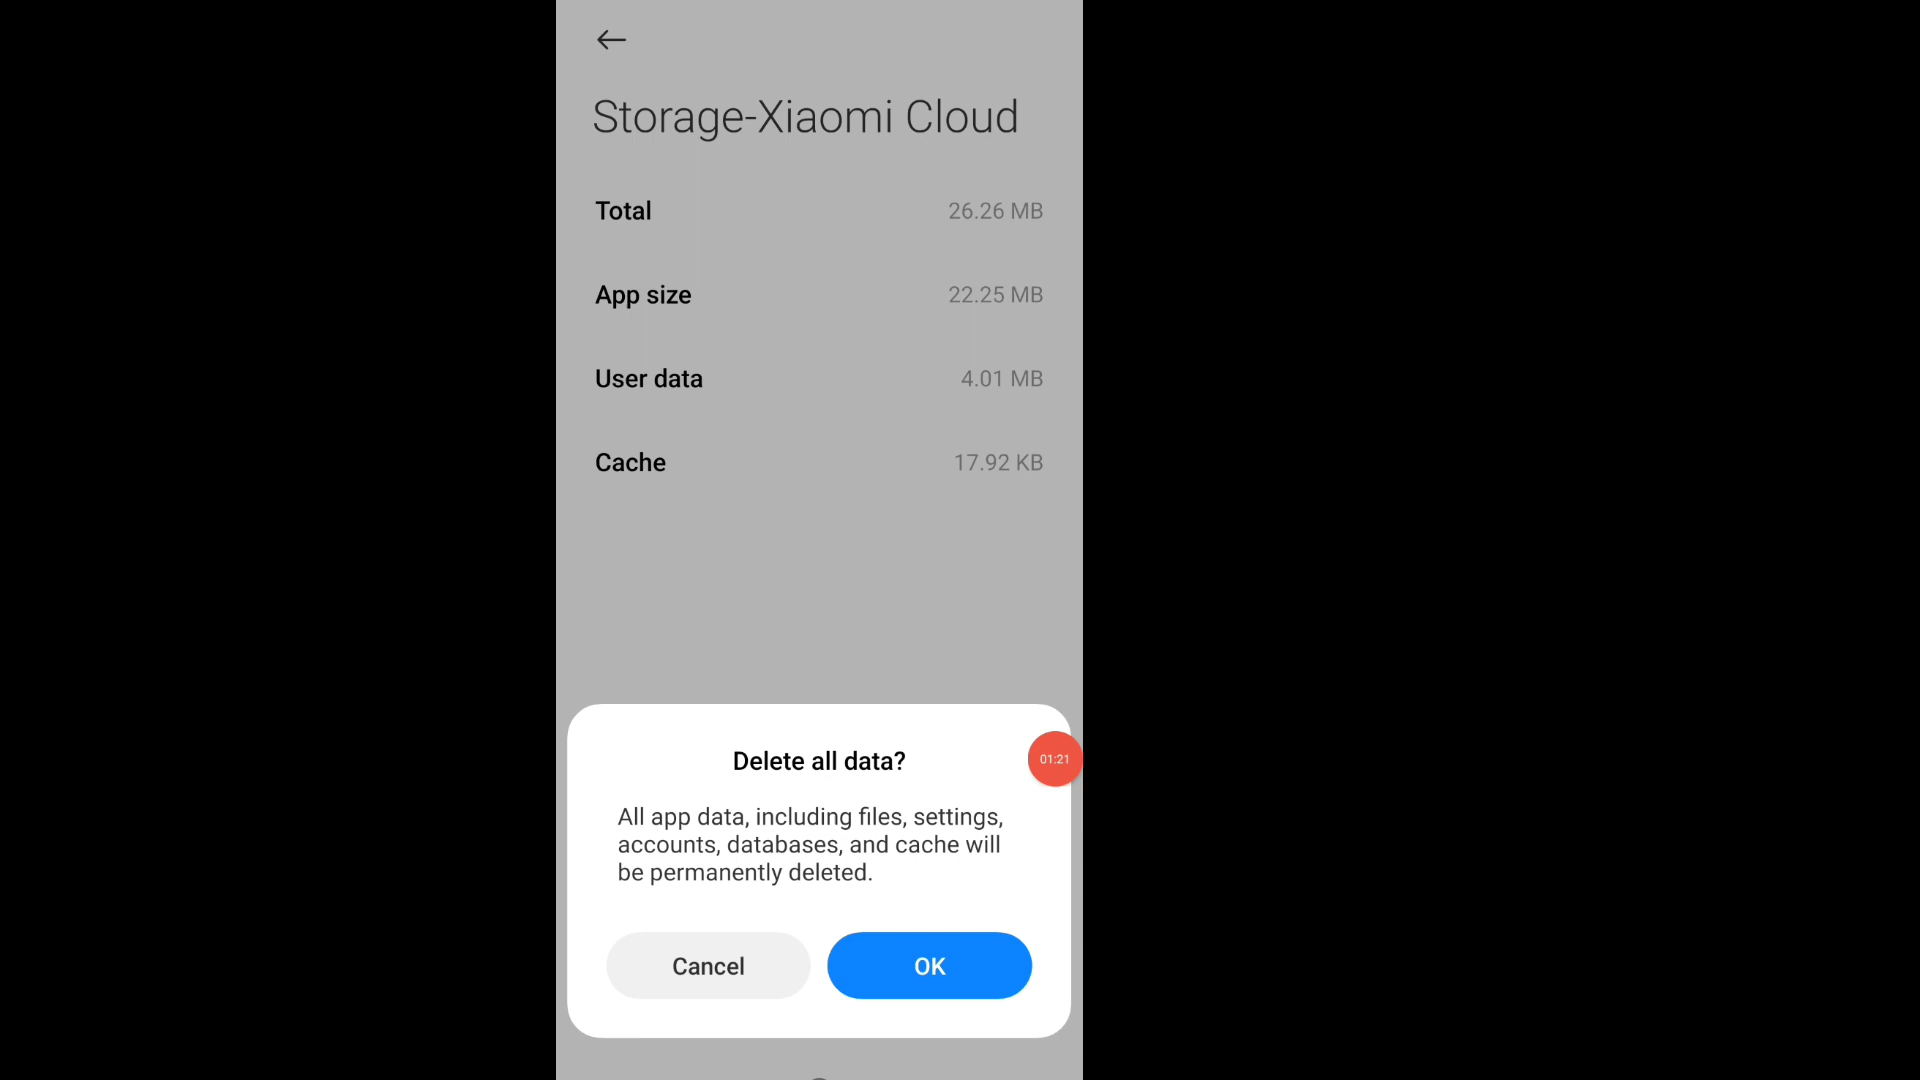 Storage-Xiaomi Cloud
Total 26.26 MB
App size 22.25 MB
User data 4.01 MB
Cache 17.92 KB
Delete all data?
01:21
All app data, including files, settings,
accounts, databases, and cache will
be permanently deleted.
Cancel OK